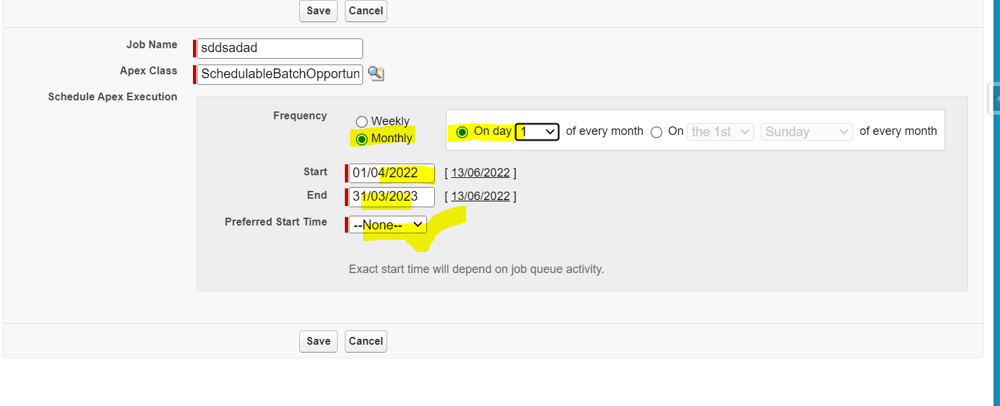 Save Cancel
Job Name sddsadad
Apex Class SchedulableBatchOpportun
Schedule Apex Execution
Frequency Weekly
Monthly
On day 1 of every month On the 1st Sunday of every month
Start 01/04/2022 [ 13/06/2022 ]
End 31/03/2023 [ 13/06/2022 ]
Preferred Start Time --None--
Exact start time will depend on job queue activity.
Save Cancel